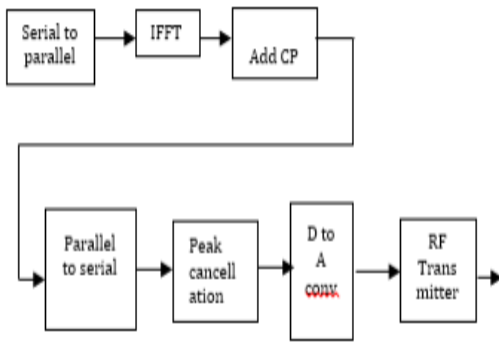 Serial to
parallel
IFFT
Add CP
Parallel
to serial
Peak
cancell
ation
D to
A
conv
RF
Trans
mitter